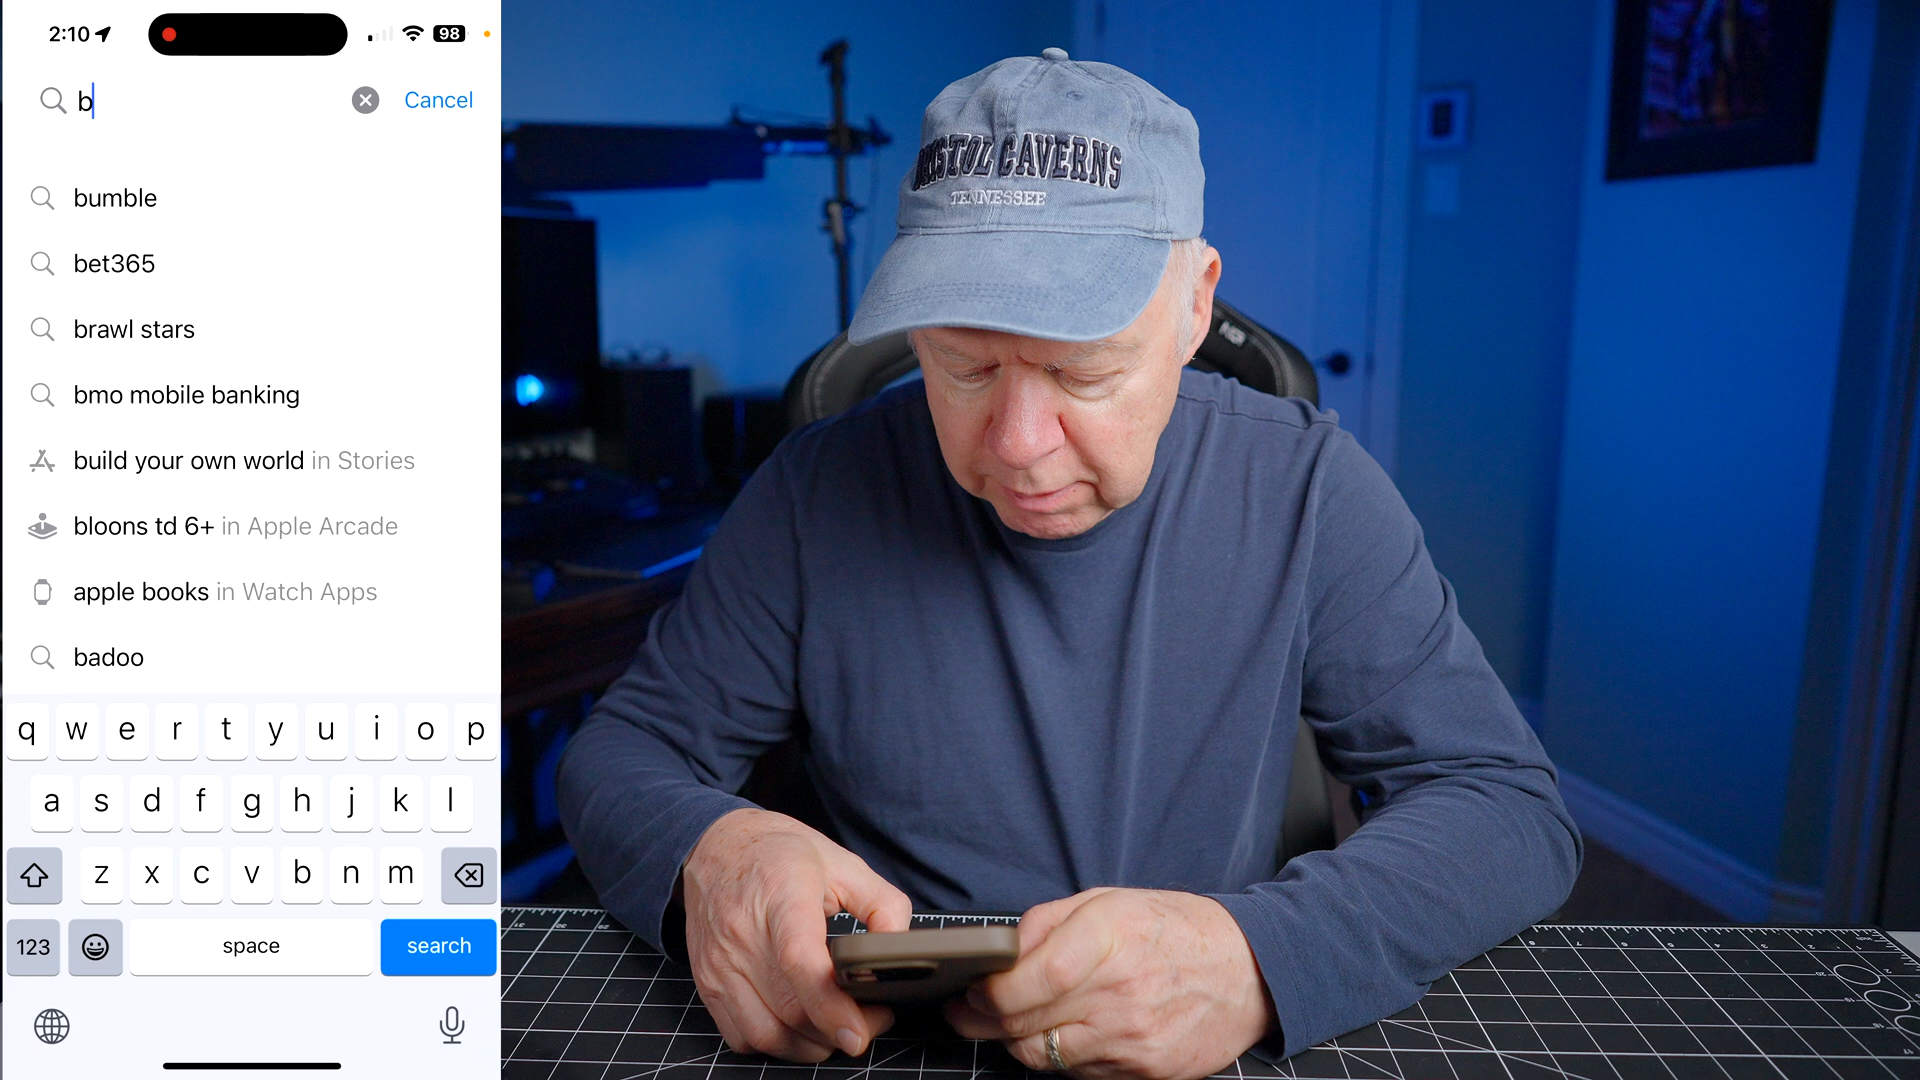 2:10
98
b
Cancel
bumble
bet365
brawl stars
bmo mobile banking
build your own world in Stories
bloons td 6+ in Apple Arcade
apple books in Watch Apps
badoo
q w e r t y u i o p
a s d f g h j k l
z x c v b n m
123
space
search
BRISTOL CAVERNS
TENNESSEE